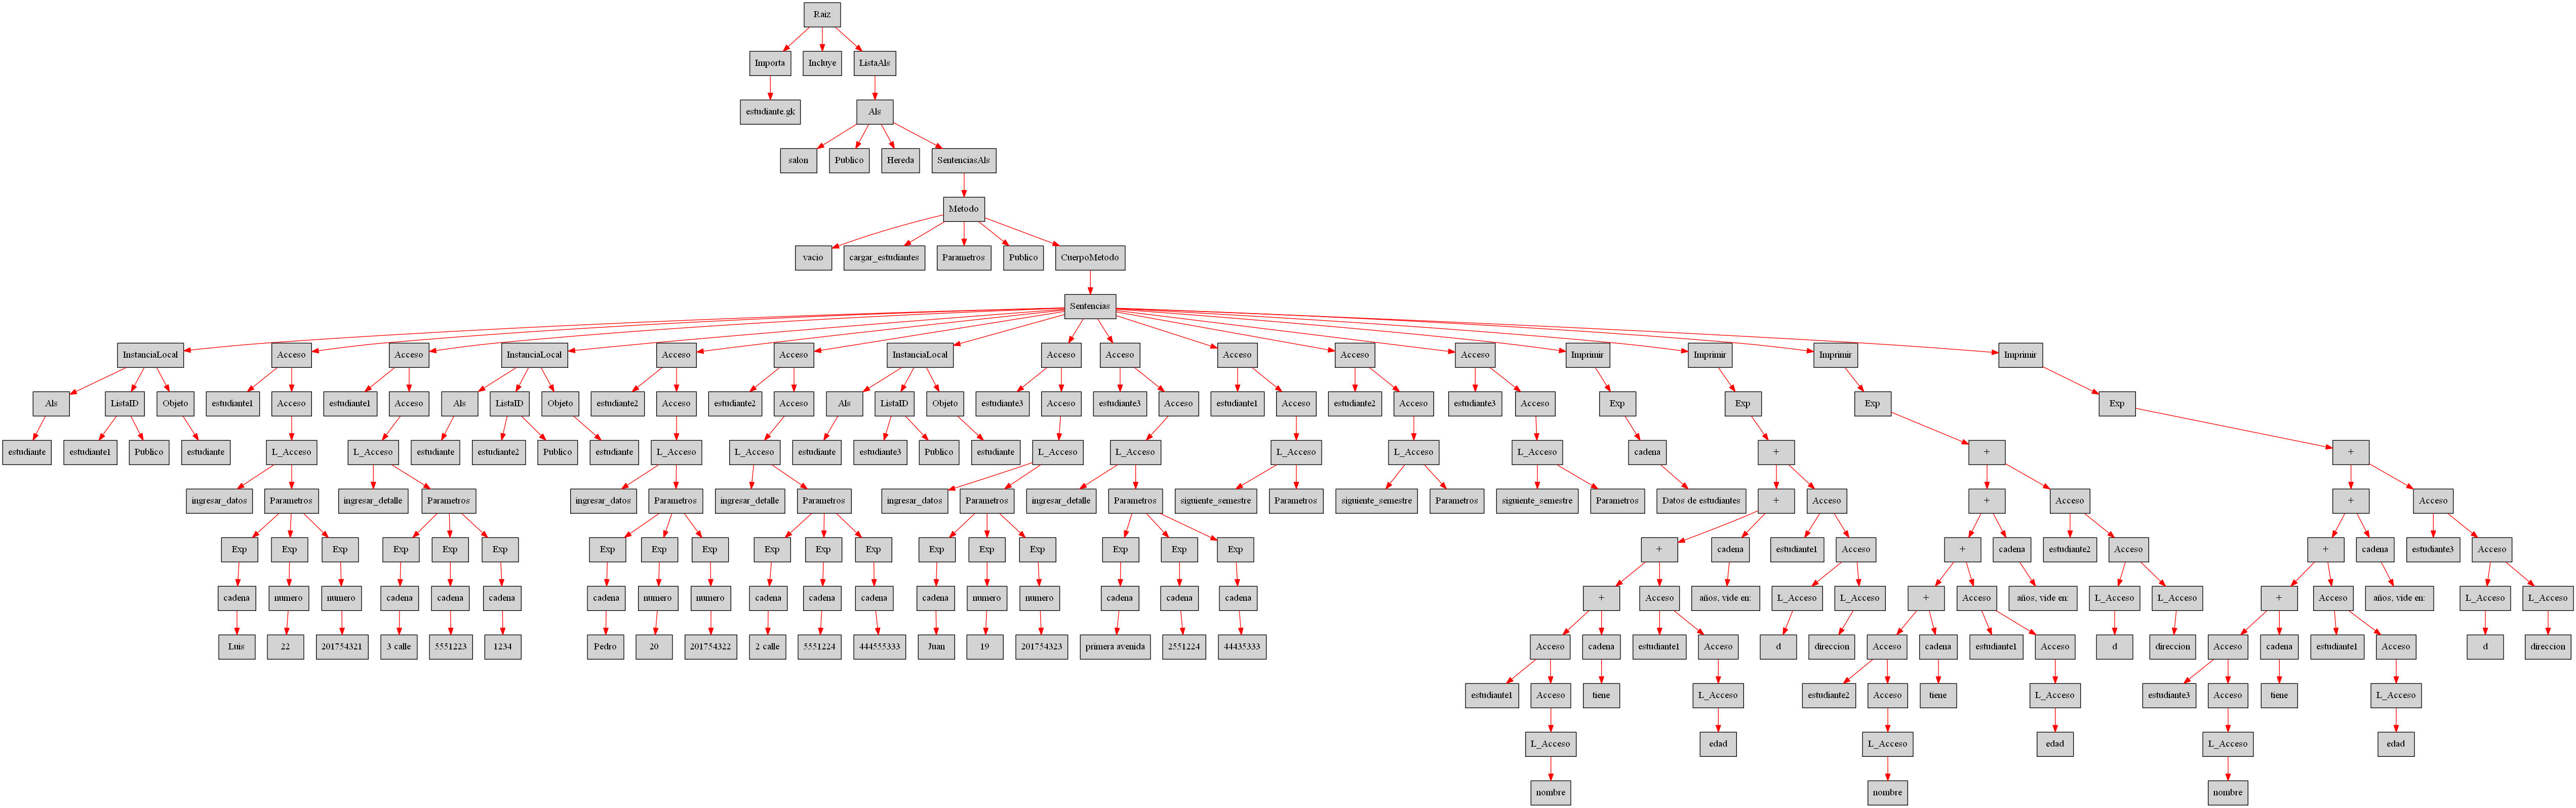 Raiz
Importa Incluye ListaAls
estudiante.gk Als
salon Publico Hereda SentenciasAls
Metodo
vacio cargar_estudiantes Parametros Publico CuerpoMetodo
Sentencias
InstanciaLocal Acceso Acceso InstanciaLocal Acceso Acceso InstanciaLocal Acceso Acceso Acceso Acceso Acceso Imprimir Imprimir Imprimir Imprimir
Als ListaID Objeto estudiante1 Acceso estudiante1 Acceso Als ListaID Objeto estudiante2 Acceso estudiante2 Acceso Als ListaID Objeto estudiante3 Acceso estudiante3 Acceso estudiante1 Acceso estudiante2 Acceso estudiante3 Acceso Exp Exp Exp Exp
estudiante estudiante1 Publico estudiante L_Acceso L_Acceso estudiante estudiante2 Publico estudiante L_Acceso L_Acceso estudiante estudiante3 Publico estudiante L_Acceso L_Acceso L_Acceso L_Acceso L_Acceso cadena + + +
ingresar_datos Parametros ingresar_detalle Parametros ingresar_datos Parametros ingresar_detalle Parametros ingresar_datos Parametros ingresar_detalle Parametros siguiente_semestre Parametros siguiente_semestre Parametros siguiente_semestre Parametros Datos de estudiantes + Acceso + Acceso + Acceso
Exp Exp Exp Exp Exp Exp Exp Exp Exp Exp Exp Exp Exp Exp Exp Exp Exp Exp + cadena estudiante1 Acceso + cadena estudiante2 Acceso + cadena estudiante3 Acceso
cadena numero numero cadena cadena cadena cadena numero numero cadena cadena cadena cadena numero numero cadena cadena cadena + Acceso años, vide en: L_Acceso L_Acceso + Acceso años, vide en: L_Acceso L_Acceso + Acceso años, vide en: L_Acceso L_Acceso
Luis 22 201754321 3 calle 5551223 1234 Pedro 20 201754322 2 calle 5551224 444555333 Juan 19 201754323 primera avenida 2551224 44435333 Acceso cadena estudiante1 Acceso d direccion Acceso cadena estudiante1 Acceso d direccion Acceso cadena estudiante1 Acceso d direccion
estudiante1 Acceso tiene L_Acceso estudiante2 Acceso tiene L_Acceso estudiante3 Acceso tiene L_Acceso
L_Acceso edad L_Acceso edad L_Acceso edad
nombre nombre nombre